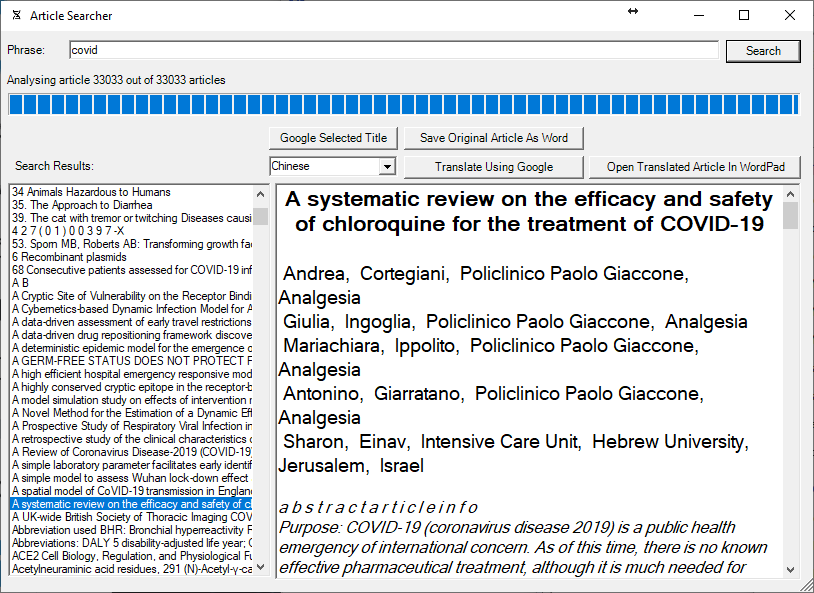 Article Searcher
Phrase:
covid
Search
Analysing article 33033 out of 33033 articles
Google Selected Title
Save Original Article As Word
Search Results:
Chinese
Translate Using Google
Open Translated Article In WordPad
34 Animals Hazardous to Humans
35. The Approach to Diarrhea
39. The cat with tremor or twitching Diseases causi
4 2 7 ( 0 1 ) 0 0 3 9 7 -X
53. Sporn MB, Roberts AB: Transforming growth fa
6 Recombinant plasmids
68 Consecutive patients assessed for COVID-19 inf
A B
A Cryptic Site of Vulnerability on the Receptor Bindi
A Cybernetics-based Dynamic Infection Model for A
A data-driven assessment of early travel restrictions
A data-driven drug repositioning framework discove
A deterministic epidemic model for the emergence o
A GERM-FREE STATUS DOES NOT PROTECT F
A high efficient hospital emergency responsive mod
A highly conserved cryptic epitope in the receptor-b
A model simulation study on effects of intervention m
A Novel Method for the Estimation of a Dynamic Eff
A Prospective Study of Respiratory Viral Infection in
A retrospective study of the clinical characteristics o
A Review of Coronavirus Disease-2019 (COVID-19)
A simple laboratory parameter facilitates early identif
A simple model to assess Wuhan lock-down effect
A spatial model of CoVID-19 transmission in England
A systematic review on the efficacy and safety of cl
A UK-wide British Society of Thoracic Imaging COV
Abbreviation used BHR: Bronchial hyperreactivity F
Abbreviations: DALY 5 disability-adjusted life year; G
ACE2 Cell Biology, Regulation, and Physiological Fu
Acetylneuraminic acid residues, 291 (N)-Acetyl-γ-ca
A systematic review on the efficacy and safety
of chloroquine for the treatment of COVID-19
Andrea, Cortegiani, Policlinico Paolo Giaccone,
Analgesia
Giulia, Ingoglia, Policlinico Paolo Giaccone, Analgesia
Mariachiara, Ippolito, Policlinico Paolo Giaccone,
Analgesia
Antonino, Giarratano, Policlinico Paolo Giaccone,
Analgesia
Sharon, Einav, Intensive Care Unit, Hebrew University,
Jerusalem, Israel
a b s t r a c t a r t i c l e i n f o
Purpose: COVID-19 (coronavirus disease 2019) is a public health
emergency of international concern. As of this time, there is no known
effective pharmaceutical treatment, although it is much needed for